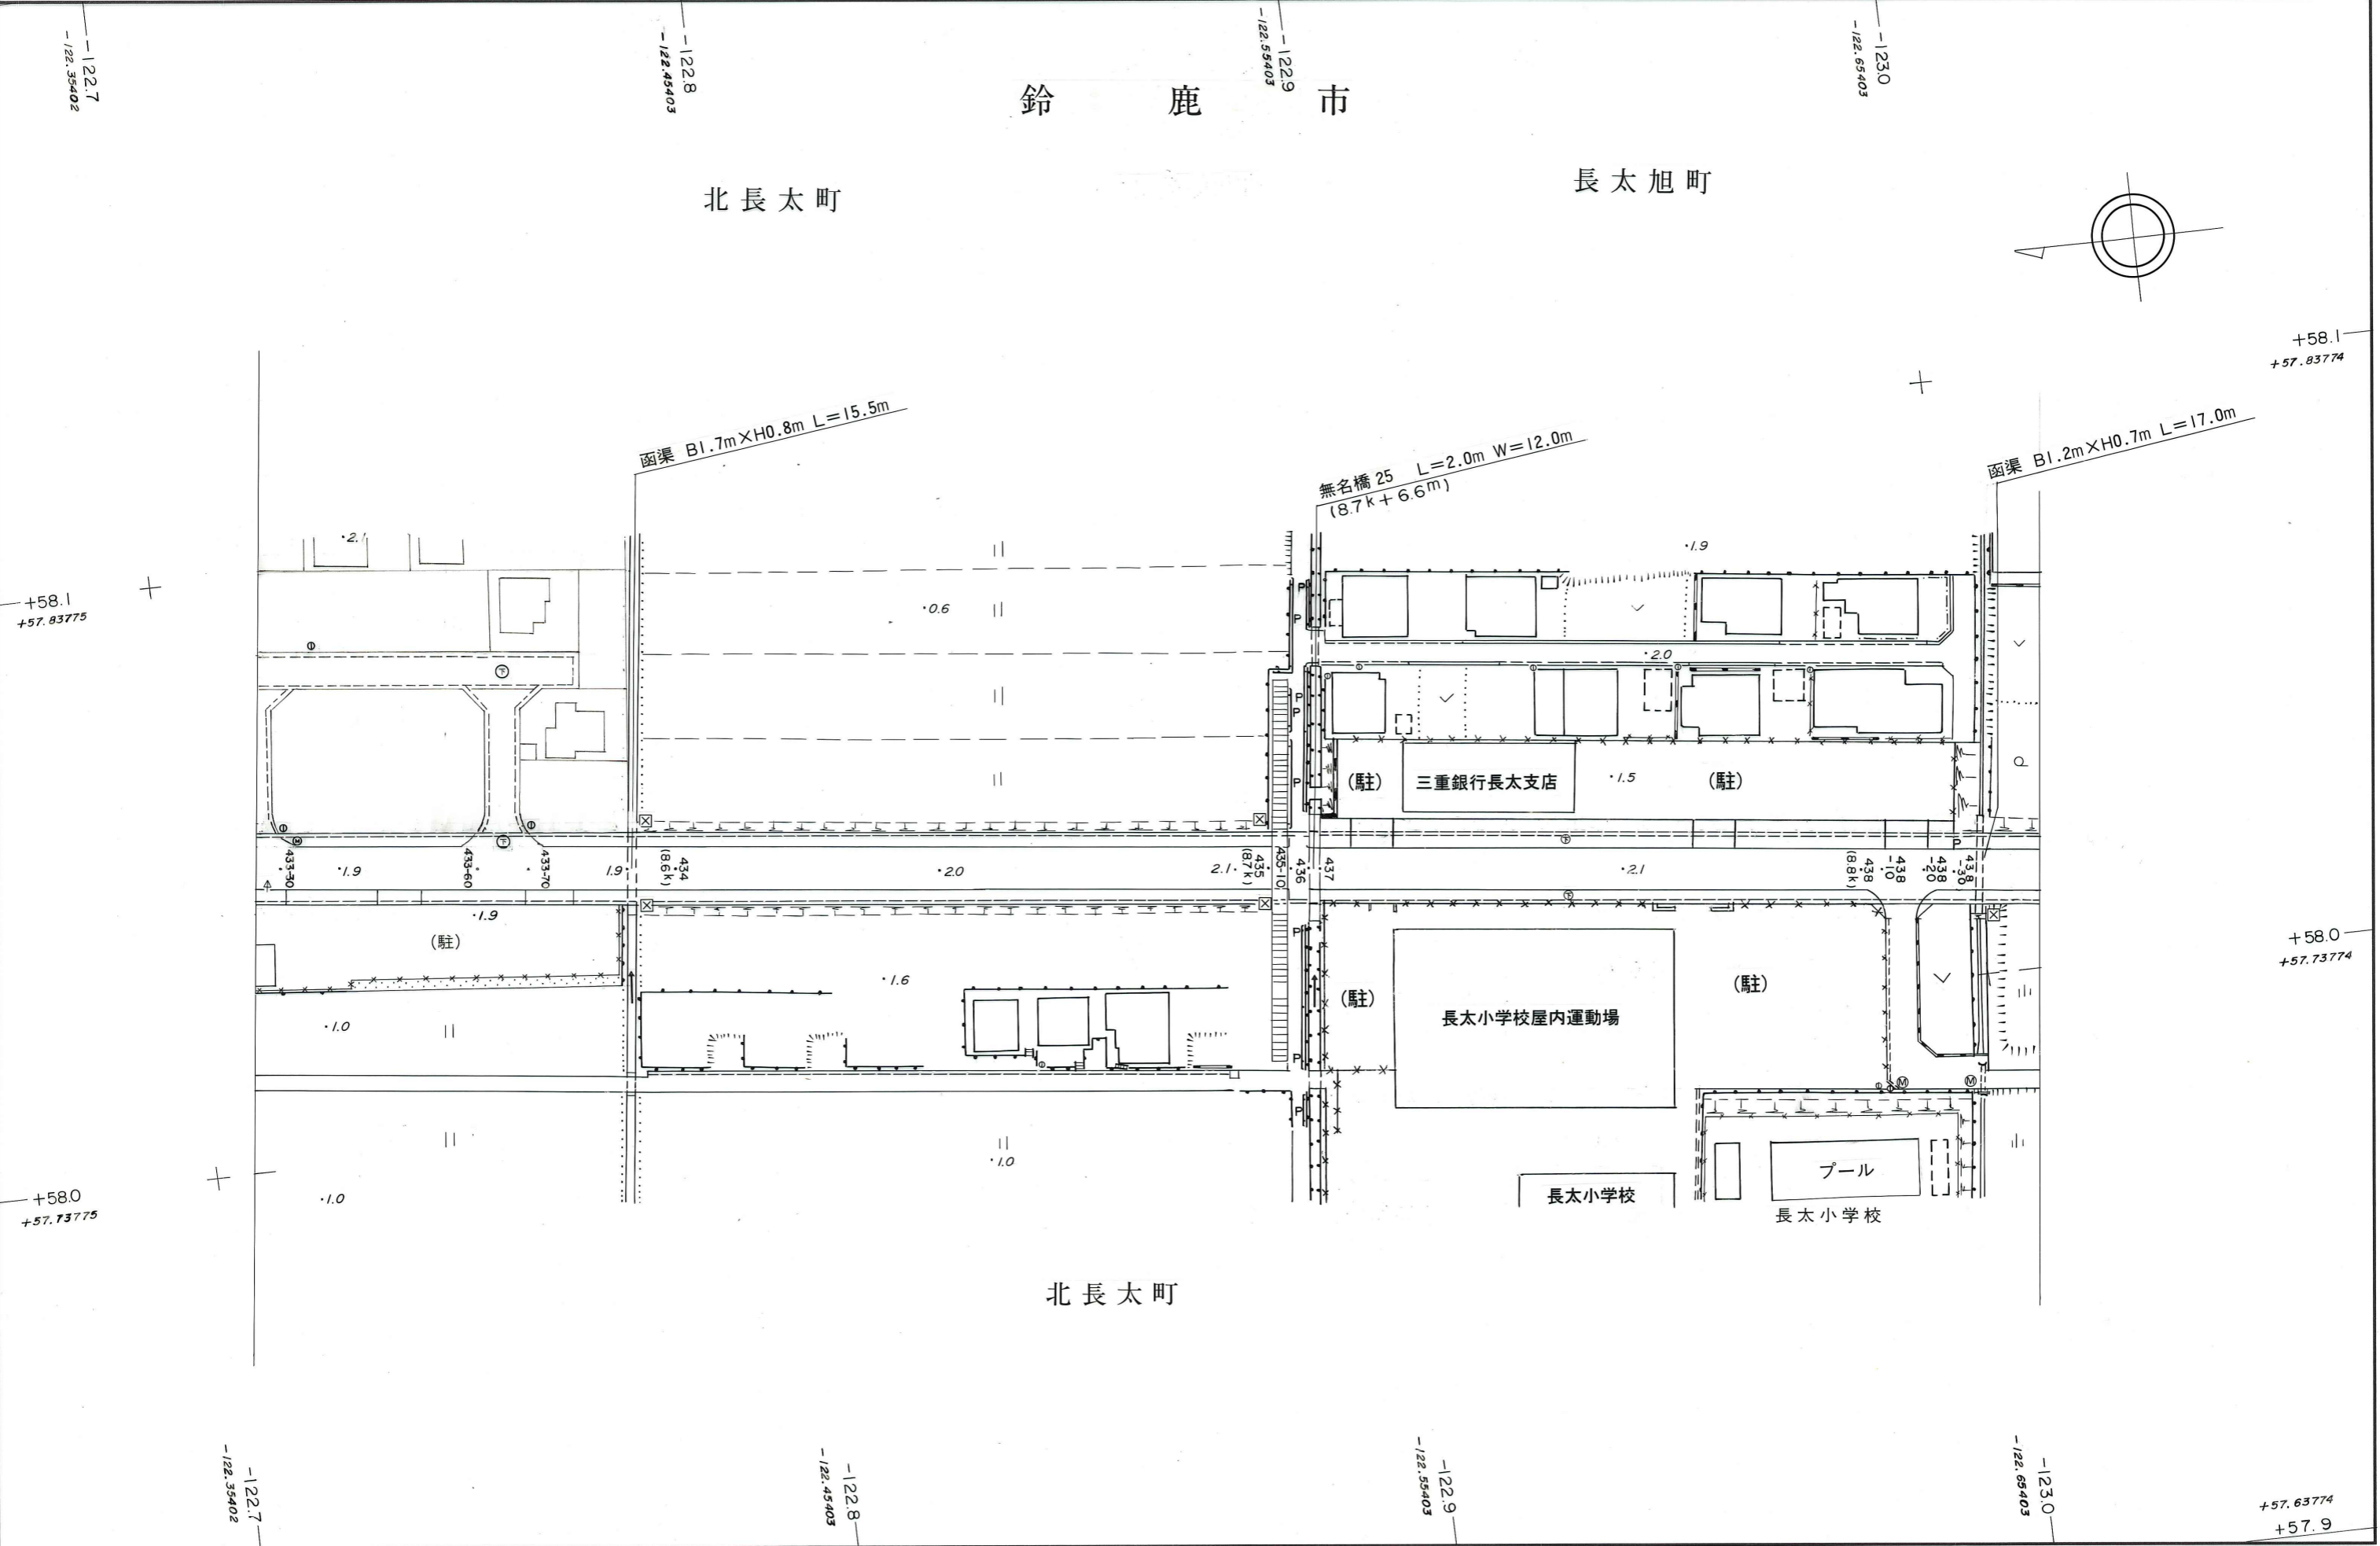 -122.7
-122.35402
-122.8
-122.45403
-122.9
-122.55403
-123.0
-122.65403
鈴鹿市
北長太町
長太旭町
+58.1
+57.83774
函渠 B1.7m×H0.8m L=15.5m
無名橋25 L=2.0m W=12.0m
(8.7k+6.6m)
函渠 B1.2m×H0.7m L=17.0m
+58.1
+57.83775
·2.1
·0.6
·1.9
·2.0
P
P
P
P
P
(駐)
三重銀行長太支店
·1.5
(駐)
下
下
下
下
M
P
433-30
·1.9
433-60
433-70
1.9·
434
(8.6k)
·2.0
2.1·
435
(8.7k)
435-10
436
437
·2.1
438
(8.8k)
438
-10
438
-20
438
-30
·1.9
(駐)
·1.0
·1.6
P
P
P
(駐)
長太小学校屋内運動場
(駐)
+58.0
+57.73774
M
M
·1.0
·1.0
長太小学校
プール
長太小学校
+58.0
+57.73775
北長太町
-122.7
-122.35402
-122.8
-122.45403
-122.9
-122.55403
-123.0
-122.65403
+57.63774
+57.9